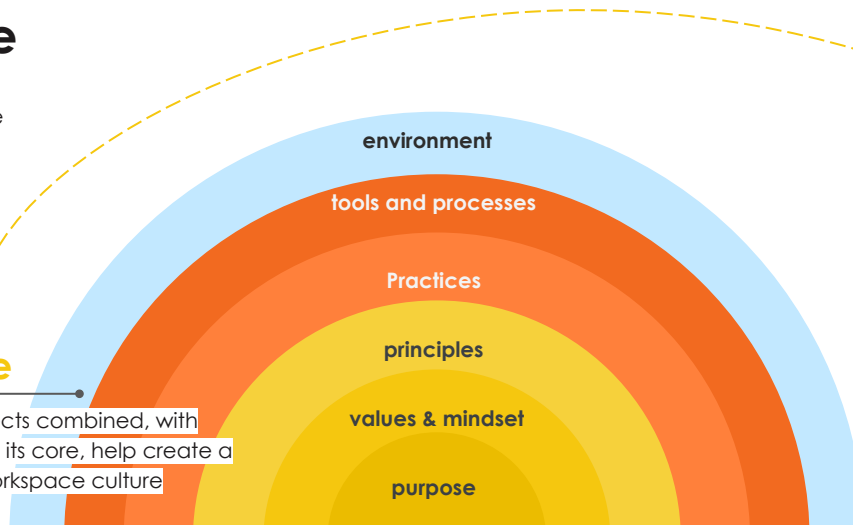 e
e
environment
tools and processes
Practices
principles
e
values & mindset
cts combined, with
its core, help create a
orkspace culture
purpose